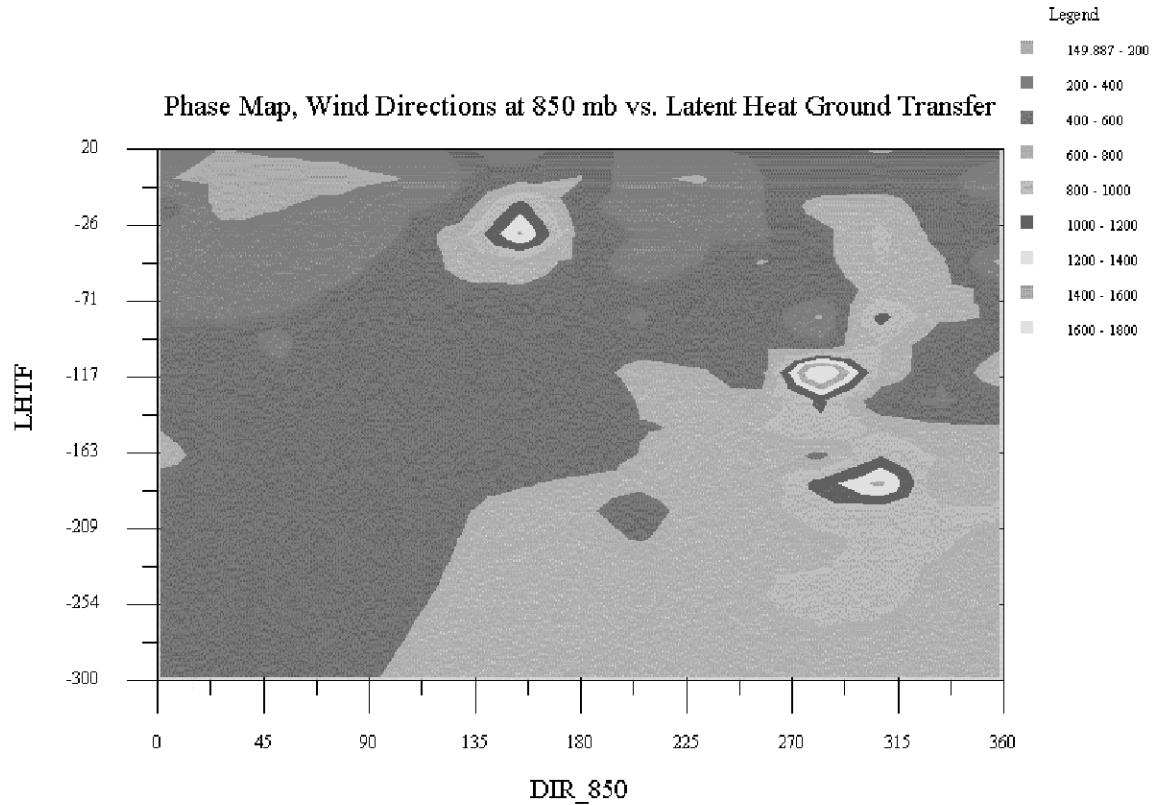 Legend
149.887 - 200
200 - 400
400 - 600
600 - 800
800 - 1000
1000 - 1200
1200 - 1400
1400 - 1600
1600 - 1800
Phase Map, Wind Directions at 850 mb vs. Latent Heat Ground Transfer
20
-26
-71
-117
-163
-209
-254
-300
LHTF
0 45 90 135 180 225 270 315 360
DIR_850